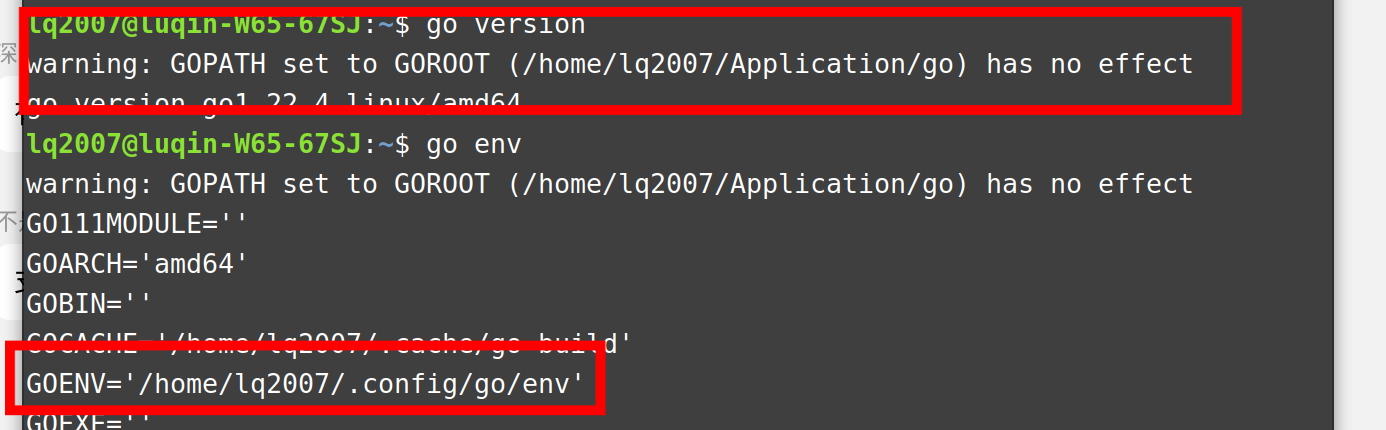 lq2007@luqin-W65-67SJ:~$ go version
深
warning: GOPATH set to GOROOT (/home/lq2007/Application/go) has no effect
go version go1.22.4 linux/amd64
lq2007@luqin-W65-67SJ:~$ go env
warning: GOPATH set to GOROOT (/home/lq2007/Application/go) has no effect
不
GO111MODULE=''
GOARCH='amd64'
GOBIN=''
GOCACHE='/home/lq2007/.cache/go-build'
GOENV='/home/lq2007/.config/go/env'
GOEXE=''